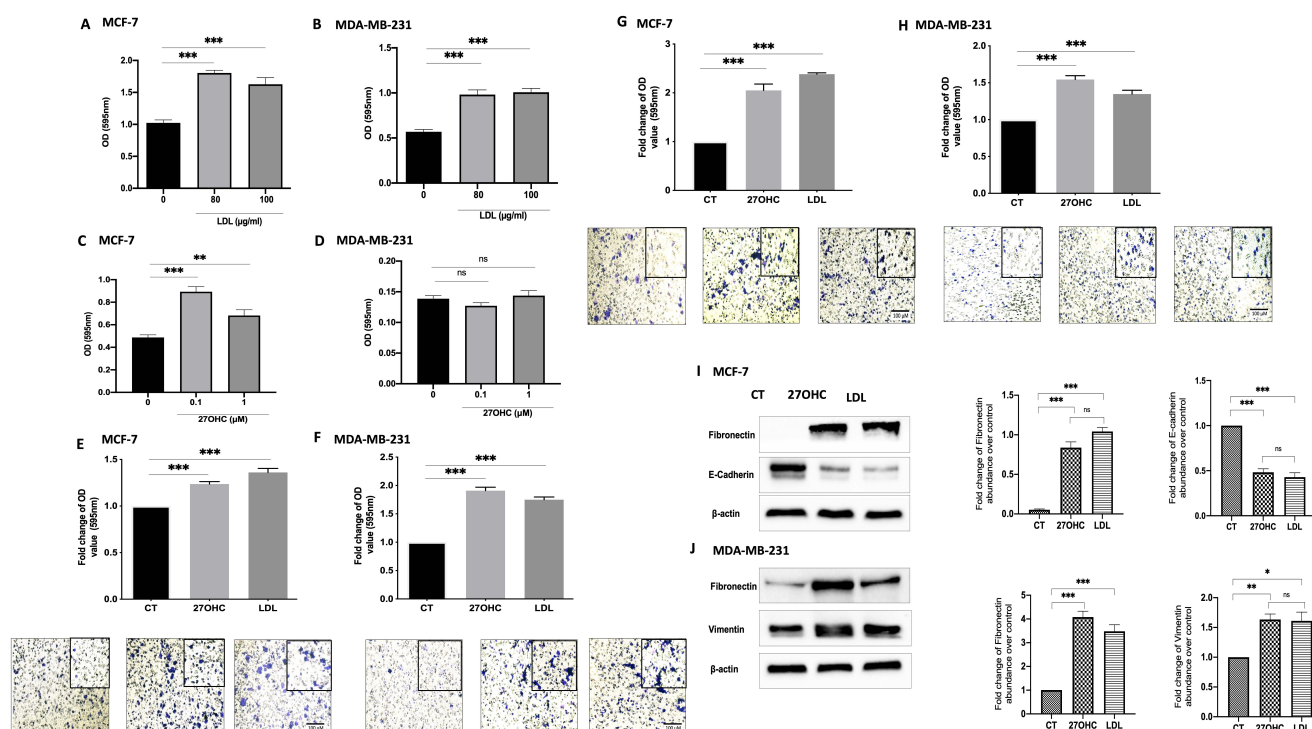 A MCF-7
***
***
OD (595nm)
2.0
1.5
1.0
0.5
0.0
0 80 100
LDL (µg/ml)
B MDA-MB-231
***
***
OD (595nm)
1.5
1.0
0.5
0.0
0 80 100
LDL (µg/ml)
C MCF-7
**
***
OD (595nm)
1.0
0.8
0.6
0.4
0.2
0.0
0 0.1 1
27OHC (µM)
D MDA-MB-231
ns
ns
OD (595nm)
0.20
0.15
0.10
0.05
0.00
0 0.1 1
27OHC (µM)
E MCF-7
***
***
Fold change of OD
value (595nm)
1.5
1.0
0.5
0.0
CT 27OHC LDL
100 µM
F MDA-MB-231
***
***
Fold change of OD
value (595nm)
2.5
2.0
1.5
1.0
0.5
0.0
CT 27OHC LDL
100 µM
G MCF-7
***
***
Fold change of OD
value (595nm)
3
2
1
0
CT 27OHC LDL
100 µM
H MDA-MB-231
***
***
Fold change of OD
value (595nm)
2.0
1.5
1.0
0.5
0.0
CT 27OHC LDL
100 µM
I MCF-7
CT 27OHC LDL
Fibronectin
E-Cadherin
β-actin
***
***
ns
Fold change of Fibronectin
abundance over control
1.5
1.0
0.5
0.0
CT 27OHC LDL
***
***
ns
Fold change of E-cadherin
abundance over control
1.5
1.0
0.5
0.0
CT 27OHC LDL
J MDA-MB-231
Fibronectin
Vimentin
β-actin
***
***
Fold change of Fibronectin
abundance over control
5
4
3
2
1
0
CT 27OHC LDL
*
**
ns
Fold change of Vimentin
abundance over control
2.0
1.5
1.0
0.5
0.0
CT 27OHC LDL